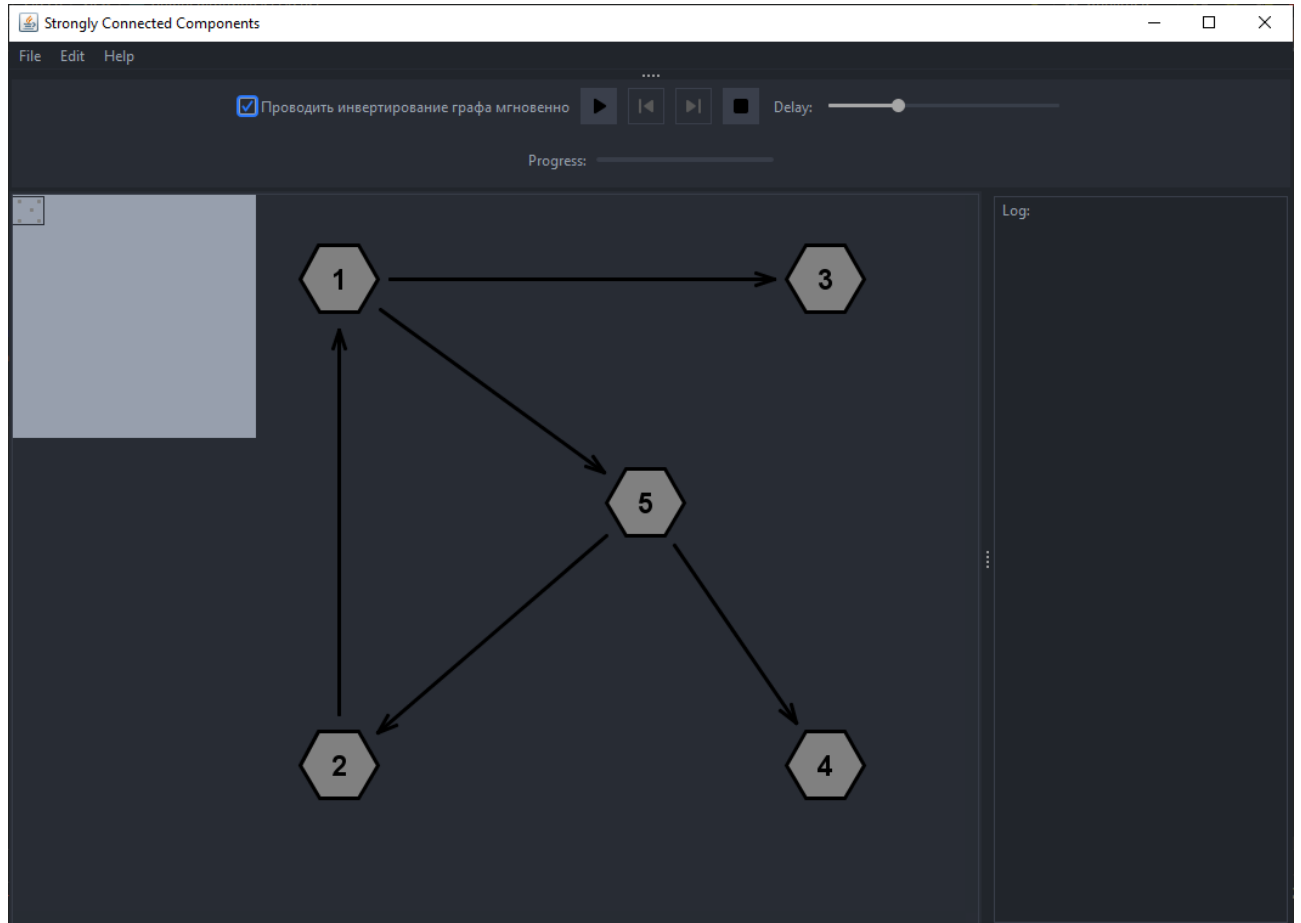 Strongly Connected Components
File Edit Help
Проводить инвертирование графа мгновенно Delay:
Progress:
Log:
1
3
5
2
4